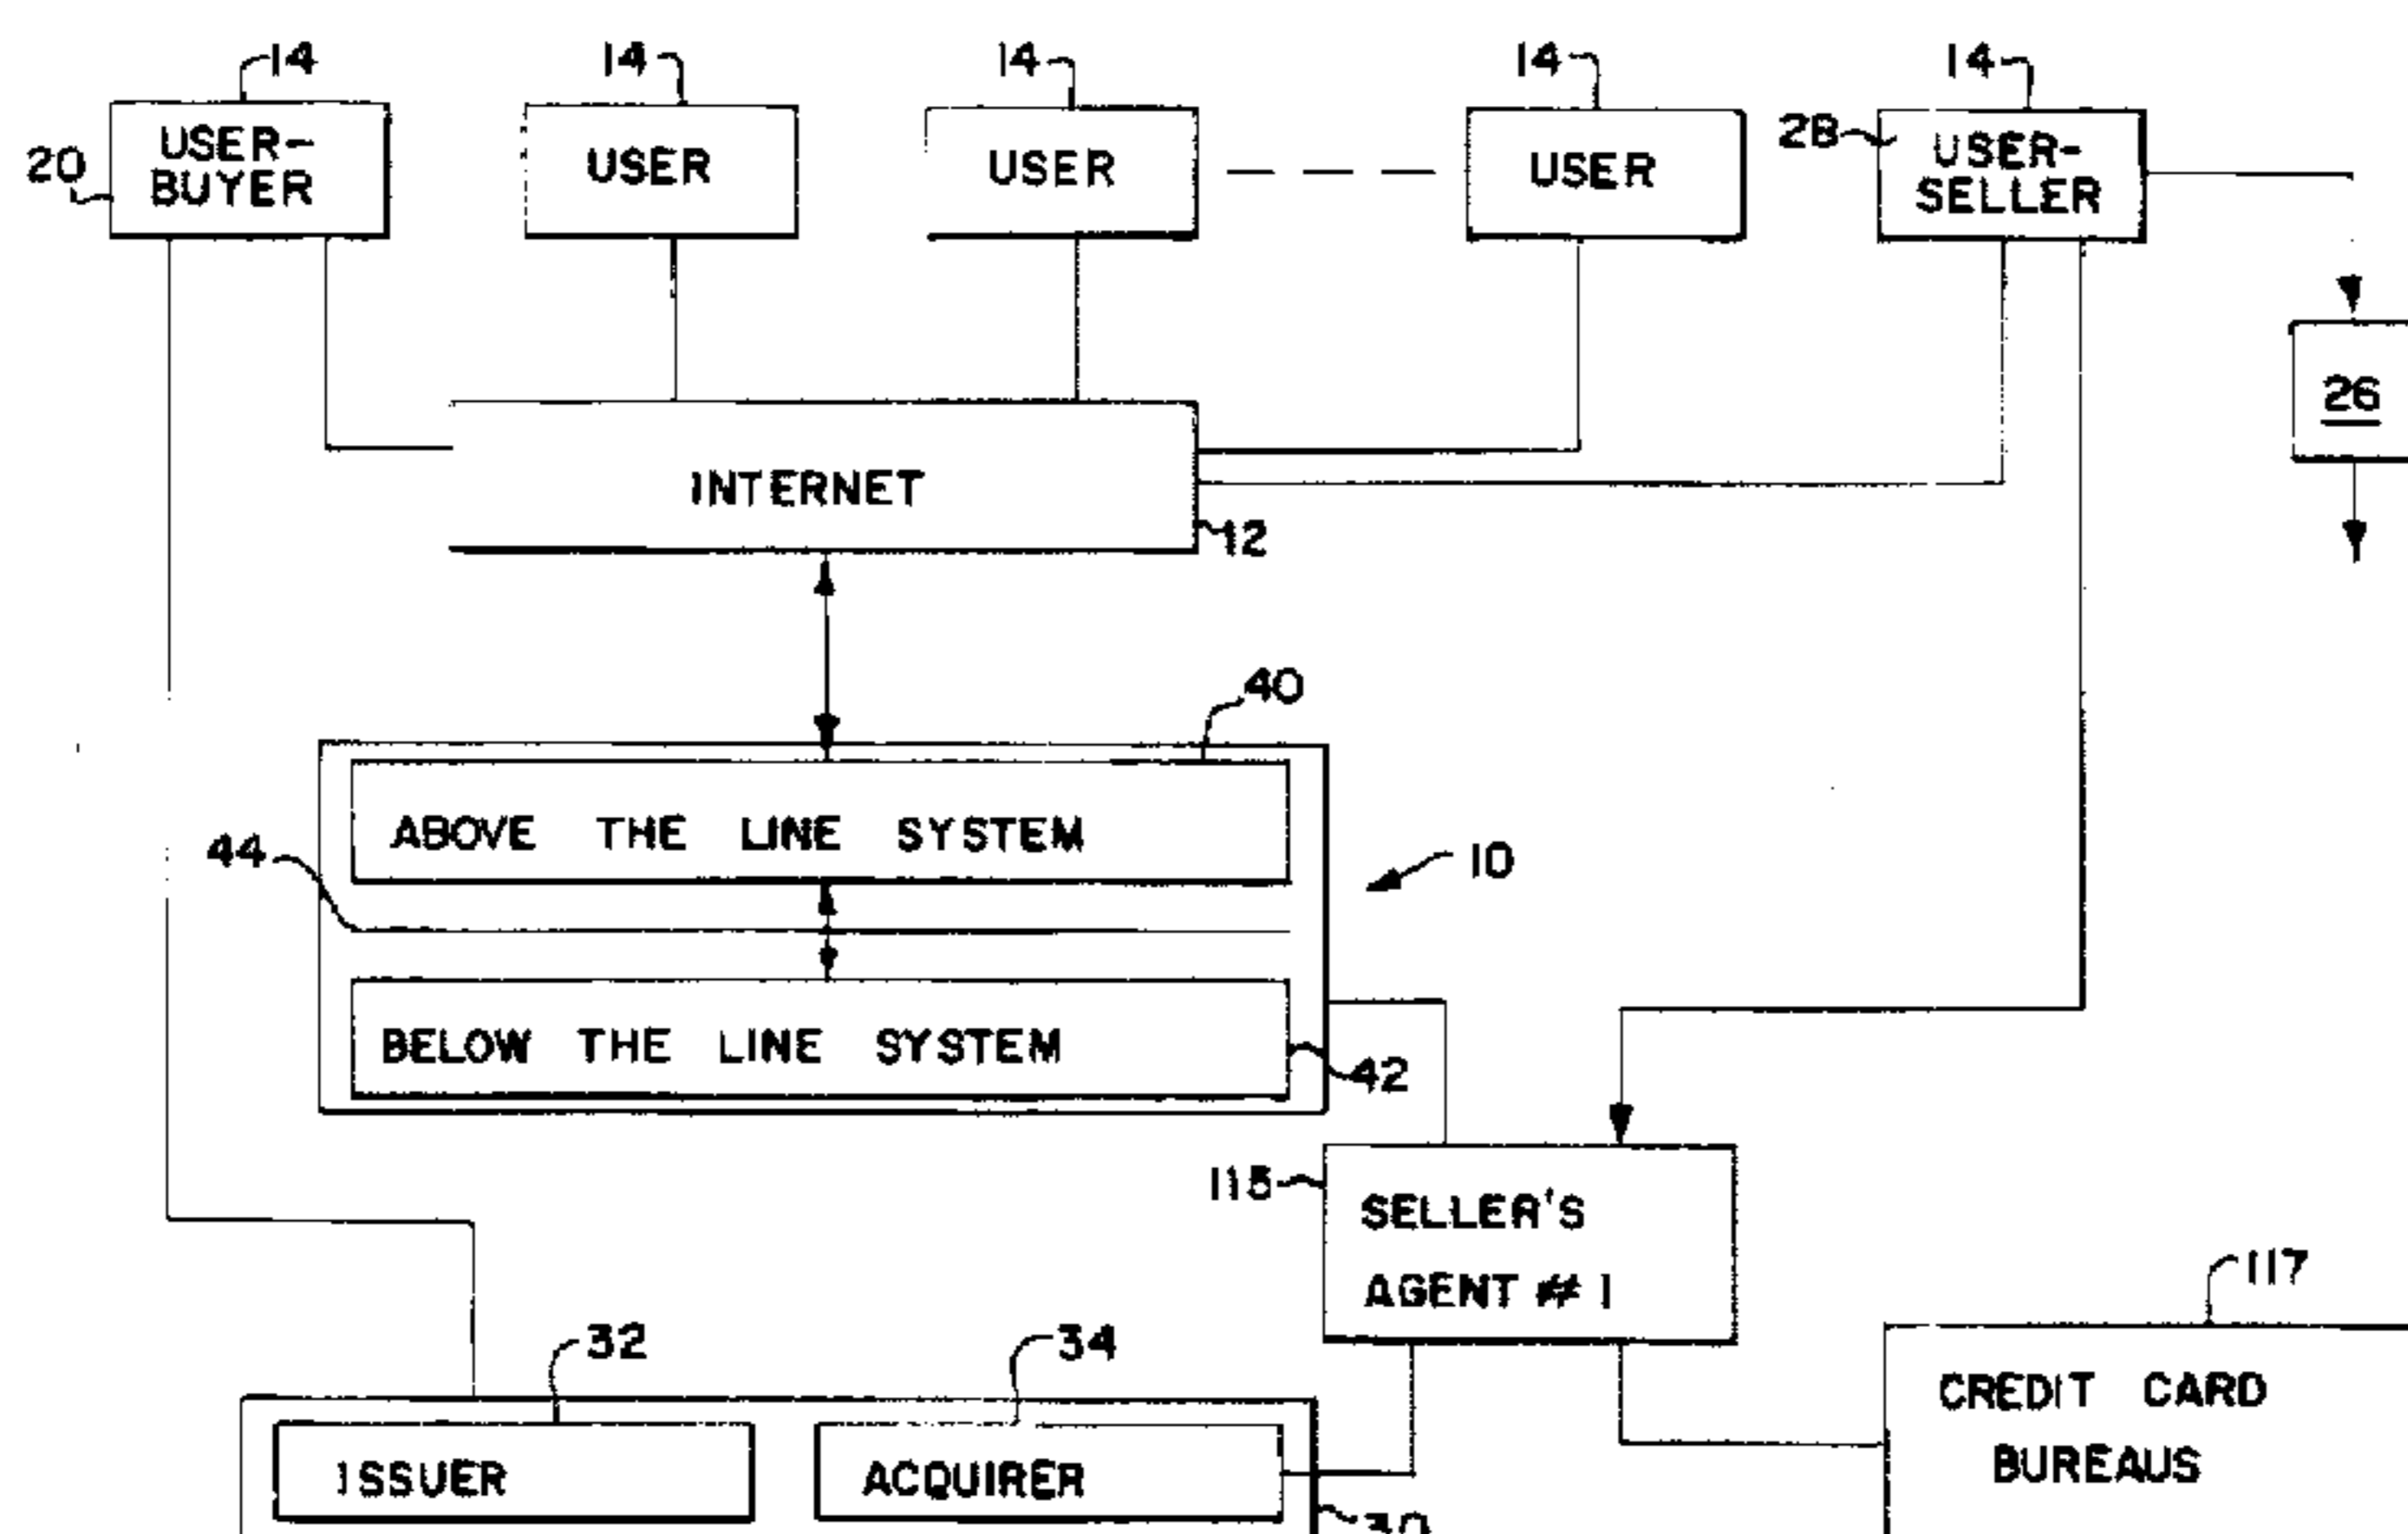 14
14
14
14
14
20
USER-
BUYER
USER
USER
USER
28
USER-
SELLER
26
INTERNET
12
40
ABOVE THE LINE SYSTEM
44
10
BELOW THE LINE SYSTEM
42
115
SELLER'S
AGENT # 1
117
32
34
CREDIT CARD
BUREAUS
ISSUER
ACQUIRER
30